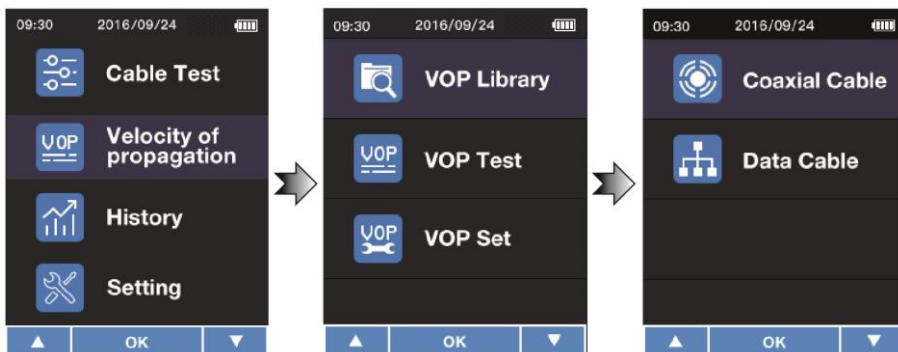 09:30 2016/09/24
Cable Test
VOP
Velocity of
propagation
History
Setting
▲ OK ▼
09:30 2016/09/24
VOP Library
VOP
VOP Test
VOP
VOP Set
▲ OK ▼
09:30 2016/09/24
Coaxial Cable
Data Cable
▲ OK ▼